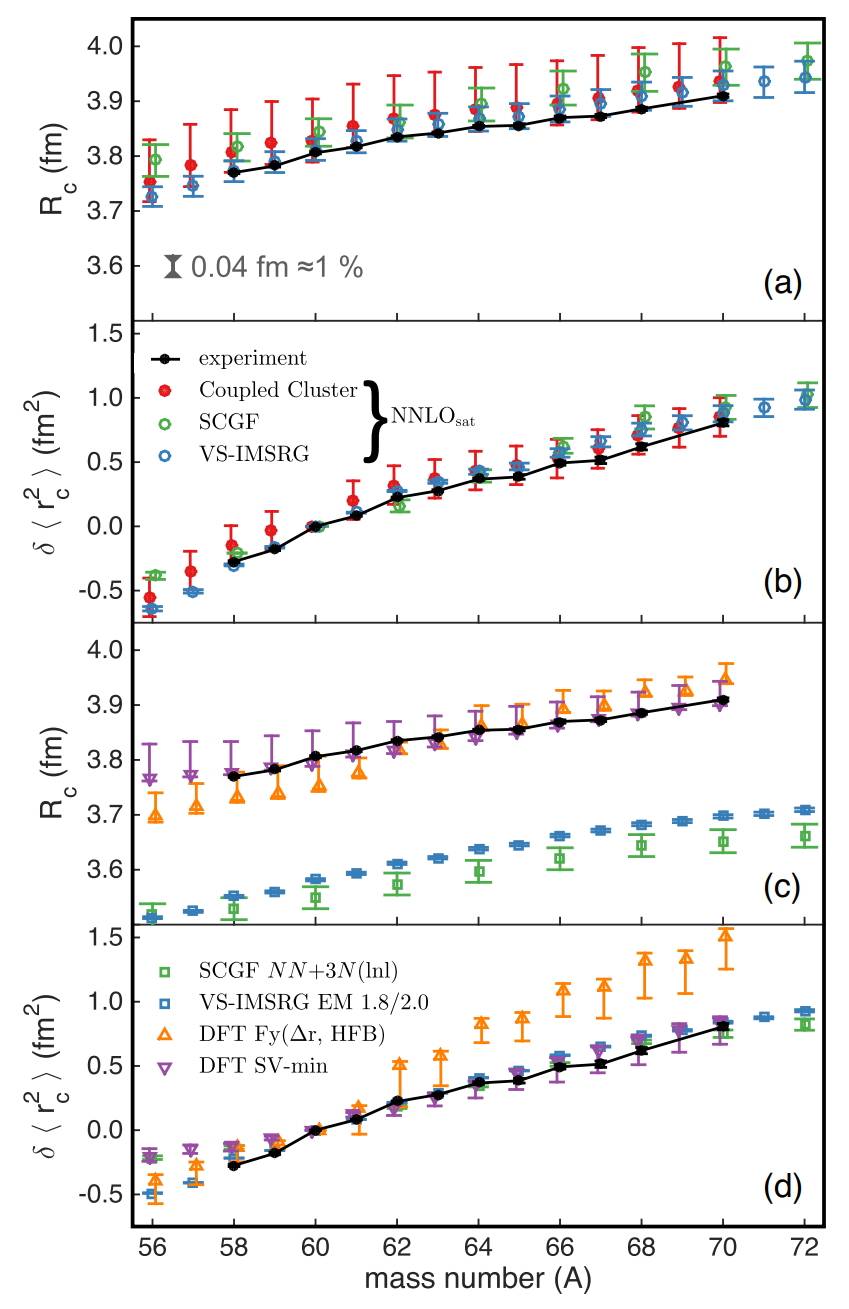 4.0
3.9
3.8
3.7
3.6
R_c (fm)
0.04 fm ≈1 %
(a)
1.5
1.0
0.5
0.0
-0.5
δ ⟨ r_c^2 ⟩ (fm^2)
experiment
Coupled Cluster
SCGF
VS-IMSRG
} NNLO_sat
(b)
4.0
3.9
3.8
3.7
3.6
R_c (fm)
(c)
1.5
1.0
0.5
0.0
-0.5
δ ⟨ r_c^2 ⟩ (fm^2)
SCGF NN+3N(lnl)
VS-IMSRG EM 1.8/2.0
DFT Fy(Δr, HFB)
DFT SV-min
(d)
56 58 60 62 64 66 68 70 72
mass number (A)